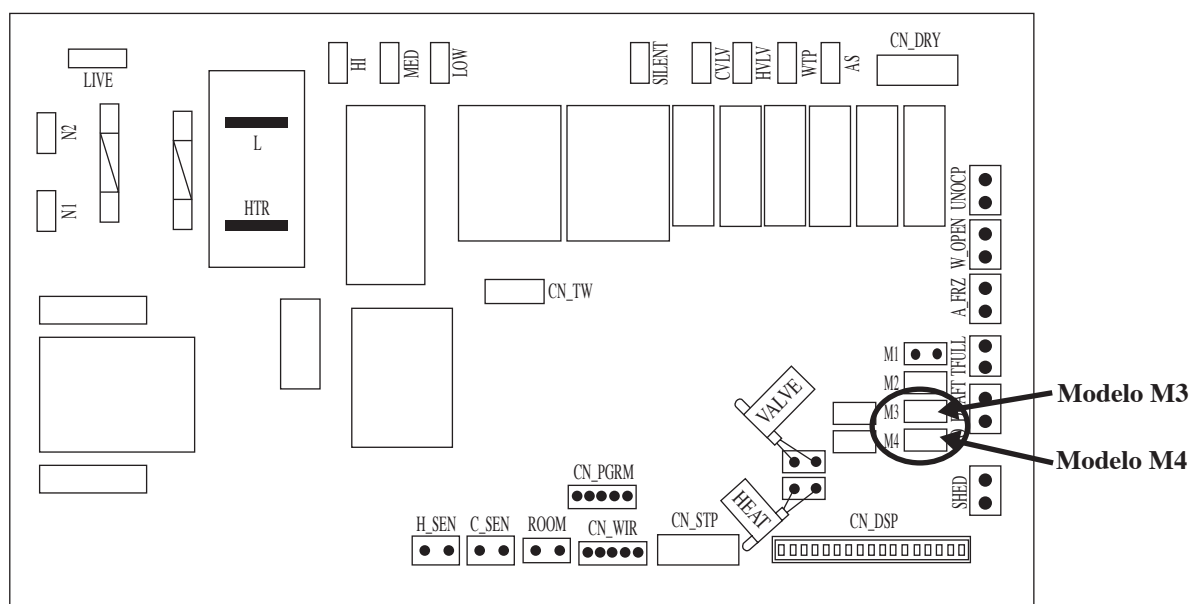 LIVE
HI
MED
LOW
SILENT
CVLV
HVLV
WTP
AS
CN_DRY
N2
N1
L
HTR
UNOCP
W_OPEN
A_FRZ
CN_TW
TFULL
M1
M2
M3
M4
Modelo M3
Modelo M4
VALVE
HEAT
SHED
CN_PGRM
H_SEN
C_SEN
ROOM
CN_WIR
CN_STP
CN_DSP